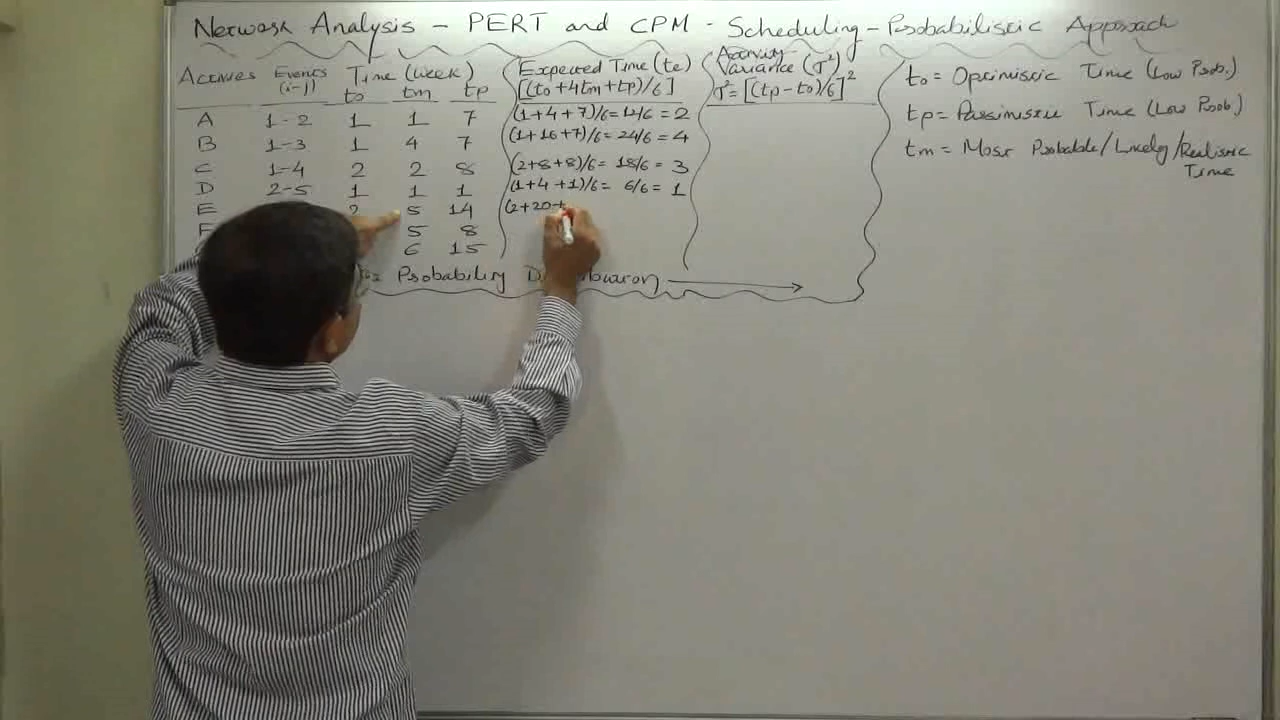 Network Analysis - PERT and CPM - Scheduling - Probabilistic Approach
Activities Events (i-j) Time (week) to tm tp Expected Time (te) [(to+4tm+tp)/6] Activity Variance (σ²) σ²=[(tp-to)/6]²
A 1-2 1 1 7 (1+4+7)/6=12/6=2
B 1-3 1 4 7 (1+16+7)/6=24/6=4
C 1-4 2 2 8 (2+8+8)/6=18/6=3
D 2-5 1 1 1 (1+4+1)/6=6/6=1
E 2 5 14 (2+20+
F 5 8
6 15
Probability
to = Optimistic Time (Low Prob.)
tp = Passimistic Time (Low Prob.)
tm = Most Probable/Likely/Realistic
Time